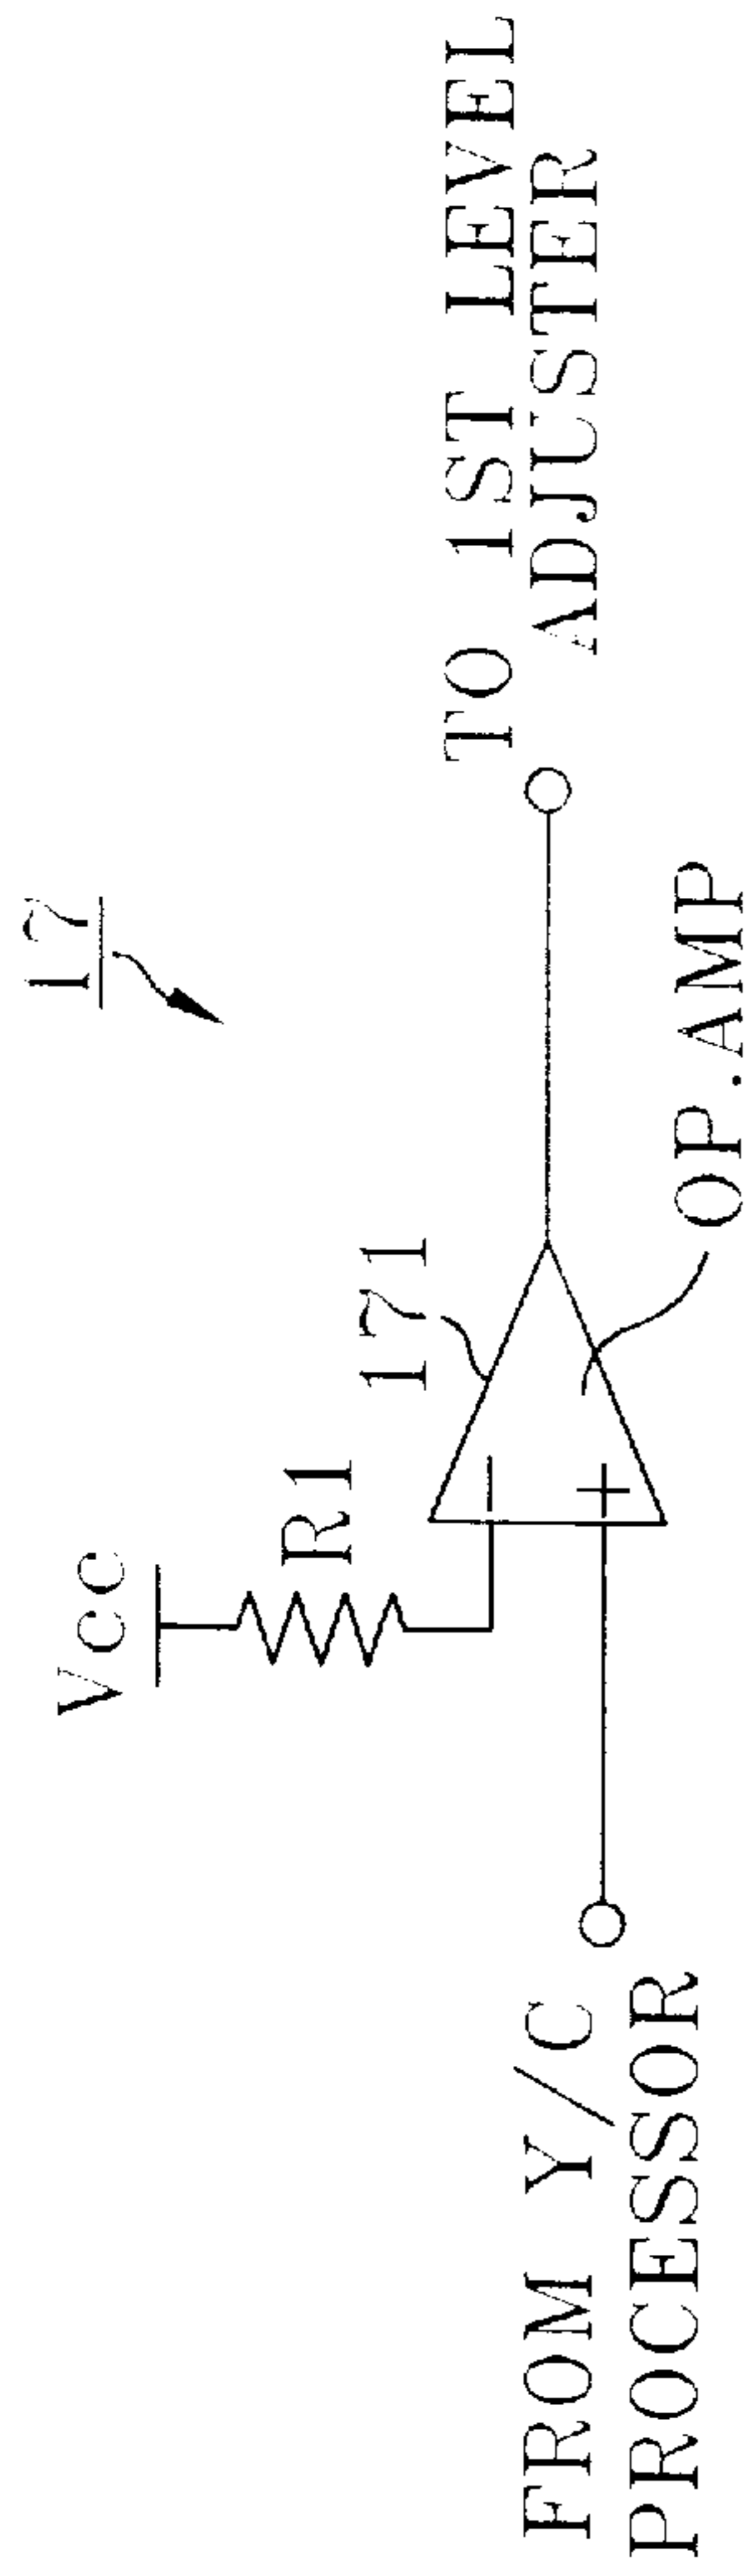 17
Vcc
R1
171
TO 1ST LEVEL
ADJUSTER
−
+
FROM Y/C
PROCESSOR
OP.AMP